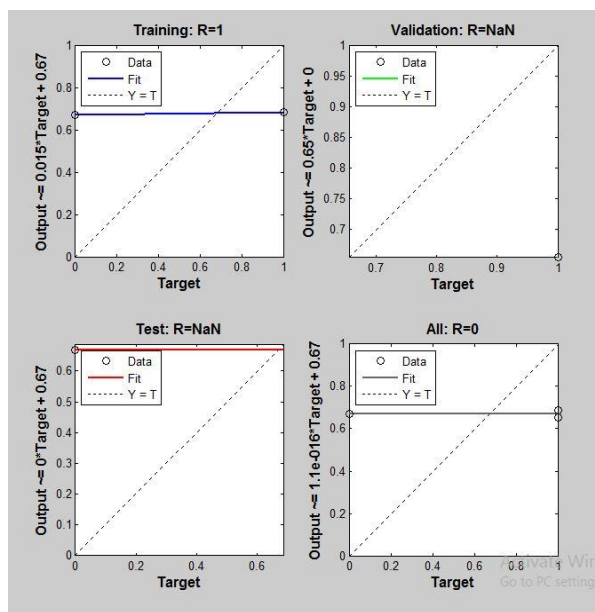 Training: R=1
Output ~= 0.015*Target + 0.67
1
0.8
0.6
0.4
0.2
0
Data
Fit
Y = T
0 0.2 0.4 0.6 0.8 1
Target
Validation: R=NaN
Output ~= 0.65*Target + 0
1
0.95
0.9
0.85
0.8
0.75
0.7
Data
Fit
Y = T
0.7 0.8 0.9 1
Target
Test: R=NaN
Output ~= 0*Target + 0.67
0.6
0.5
0.4
0.3
0.2
0.1
0
Data
Fit
Y = T
0 0.2 0.4 0.6
Target
All: R=0
Output ~= 1.1e-016*Target + 0.67
1
0.8
0.6
0.4
0.2
0
Data
Fit
Y = T
0 0.2 0.4 0.6 0.8 1
Target
Activate Win
Go to PC setting